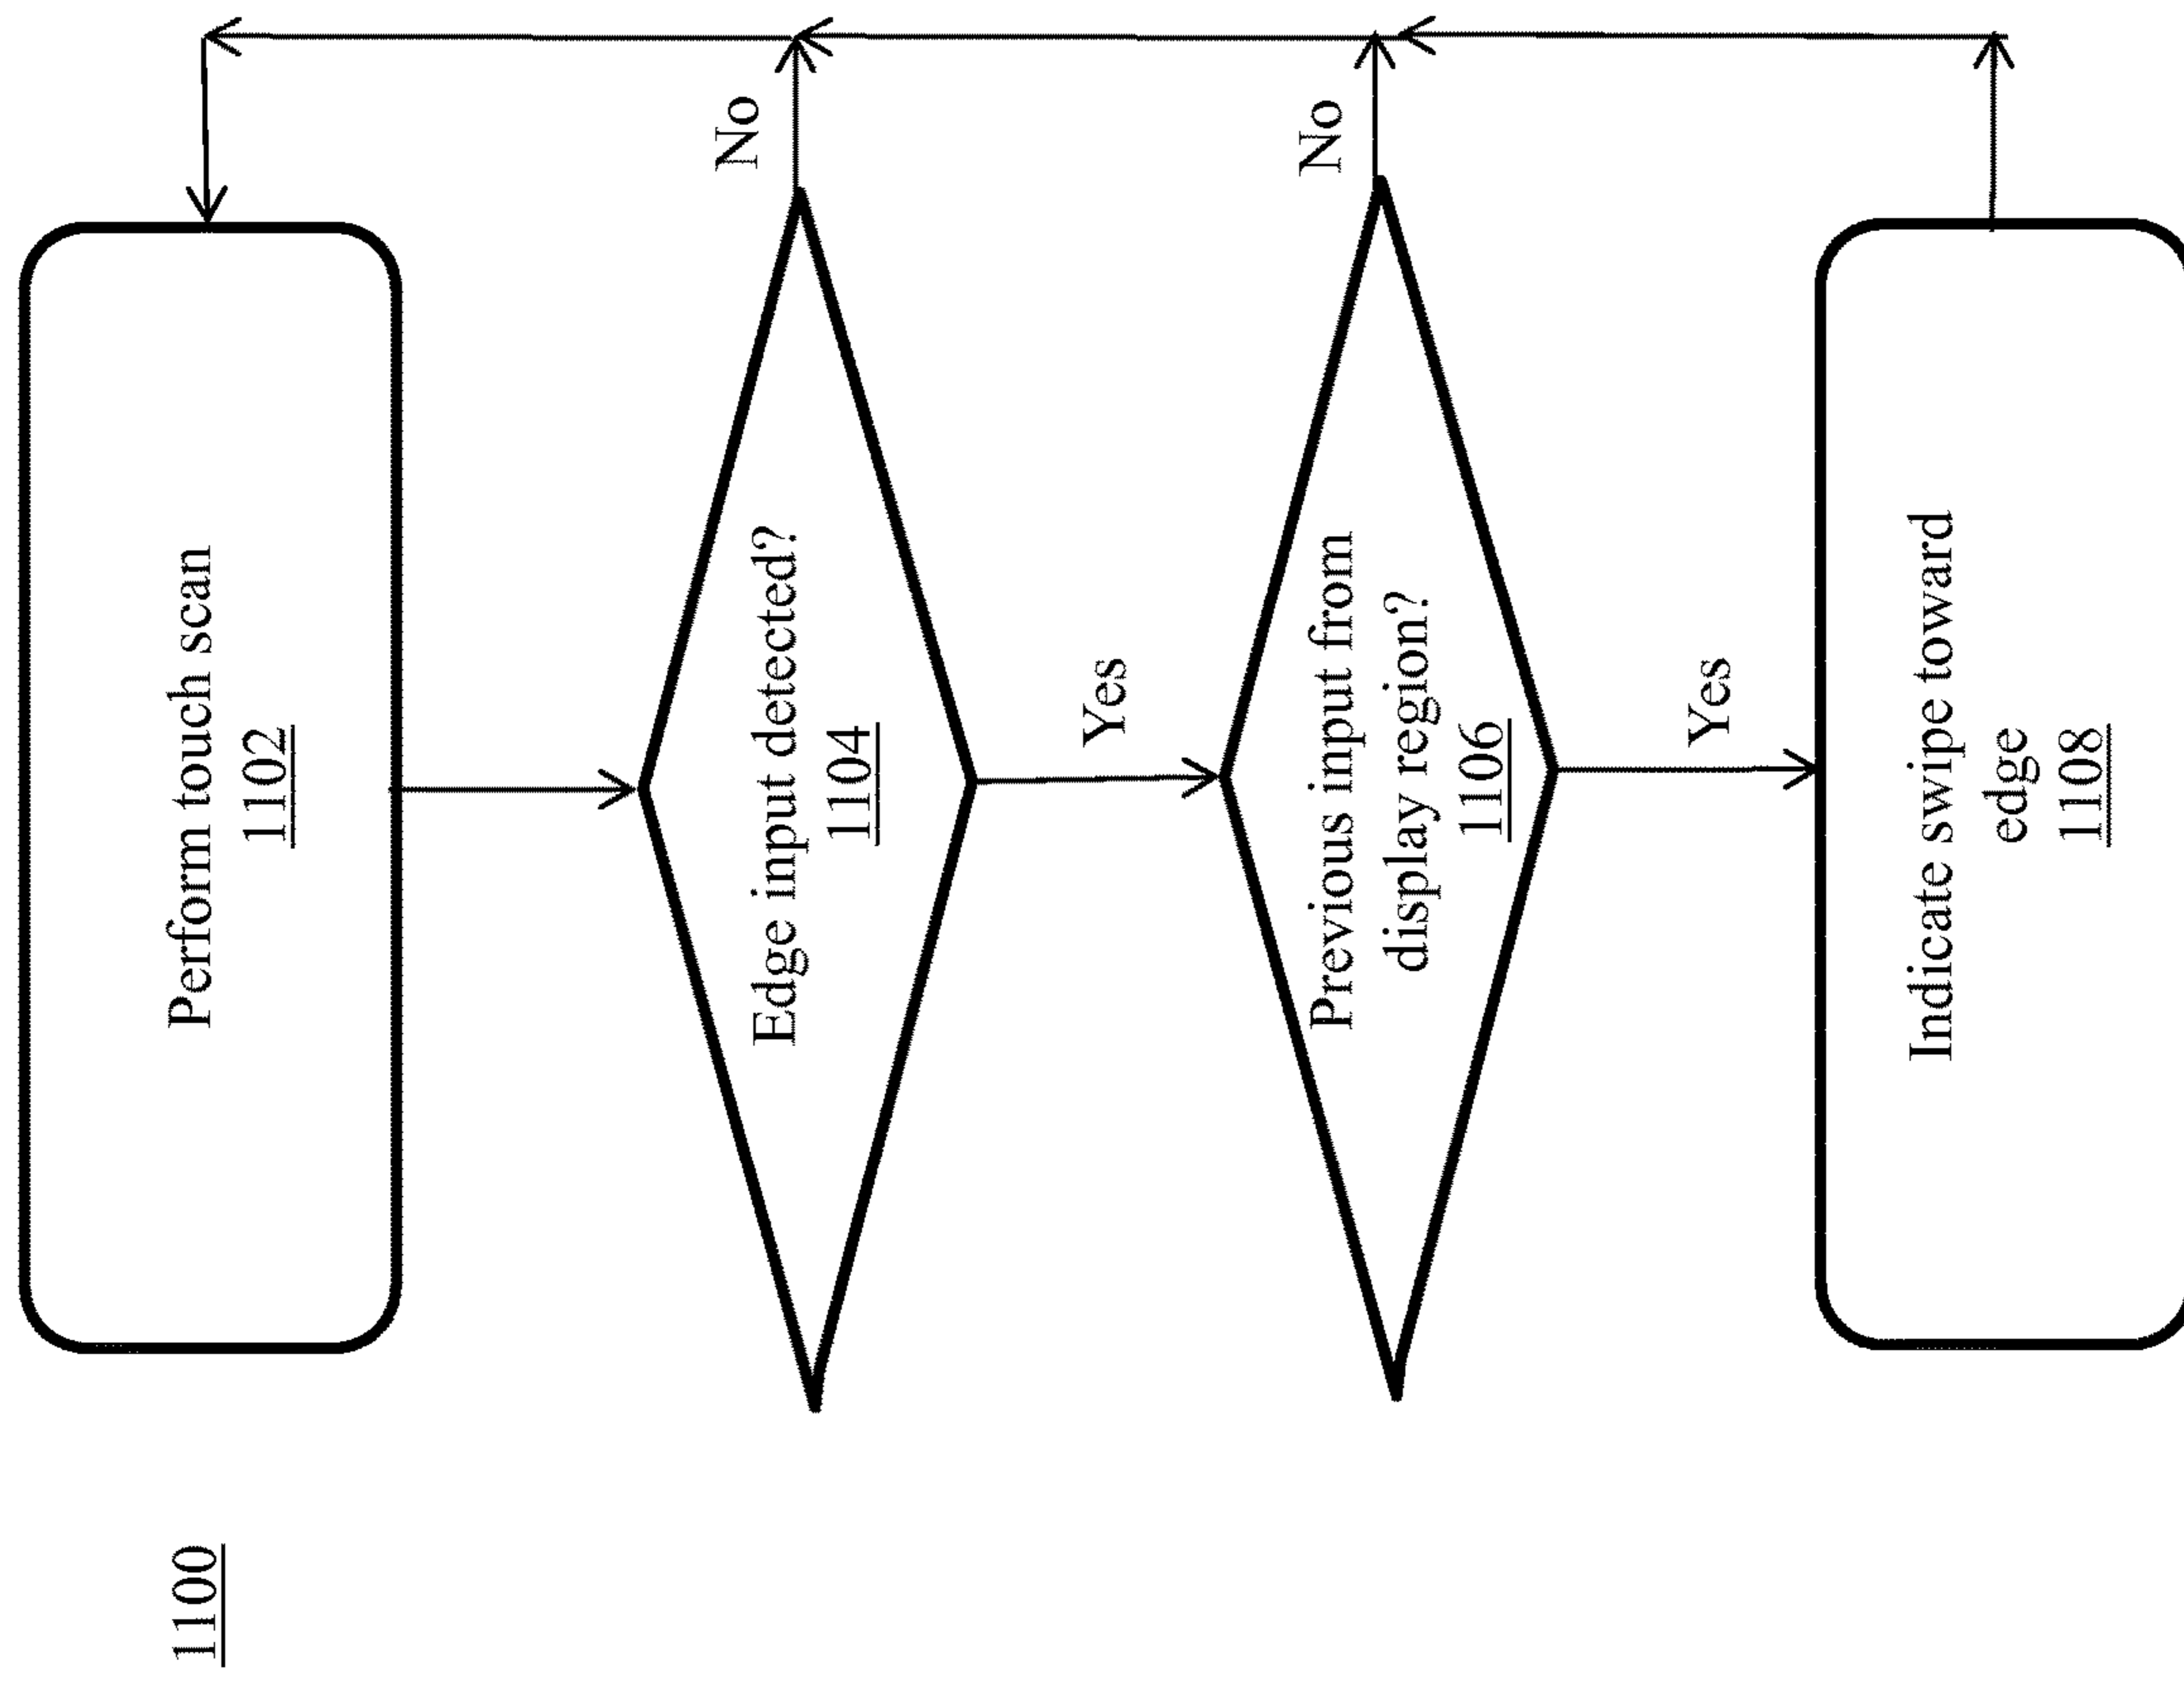 1100
Perform touch scan
1102
Edge input detected?
1104
No
Yes
Previous input from
display region?
1106
No
Yes
Indicate swipe toward
edge
1108